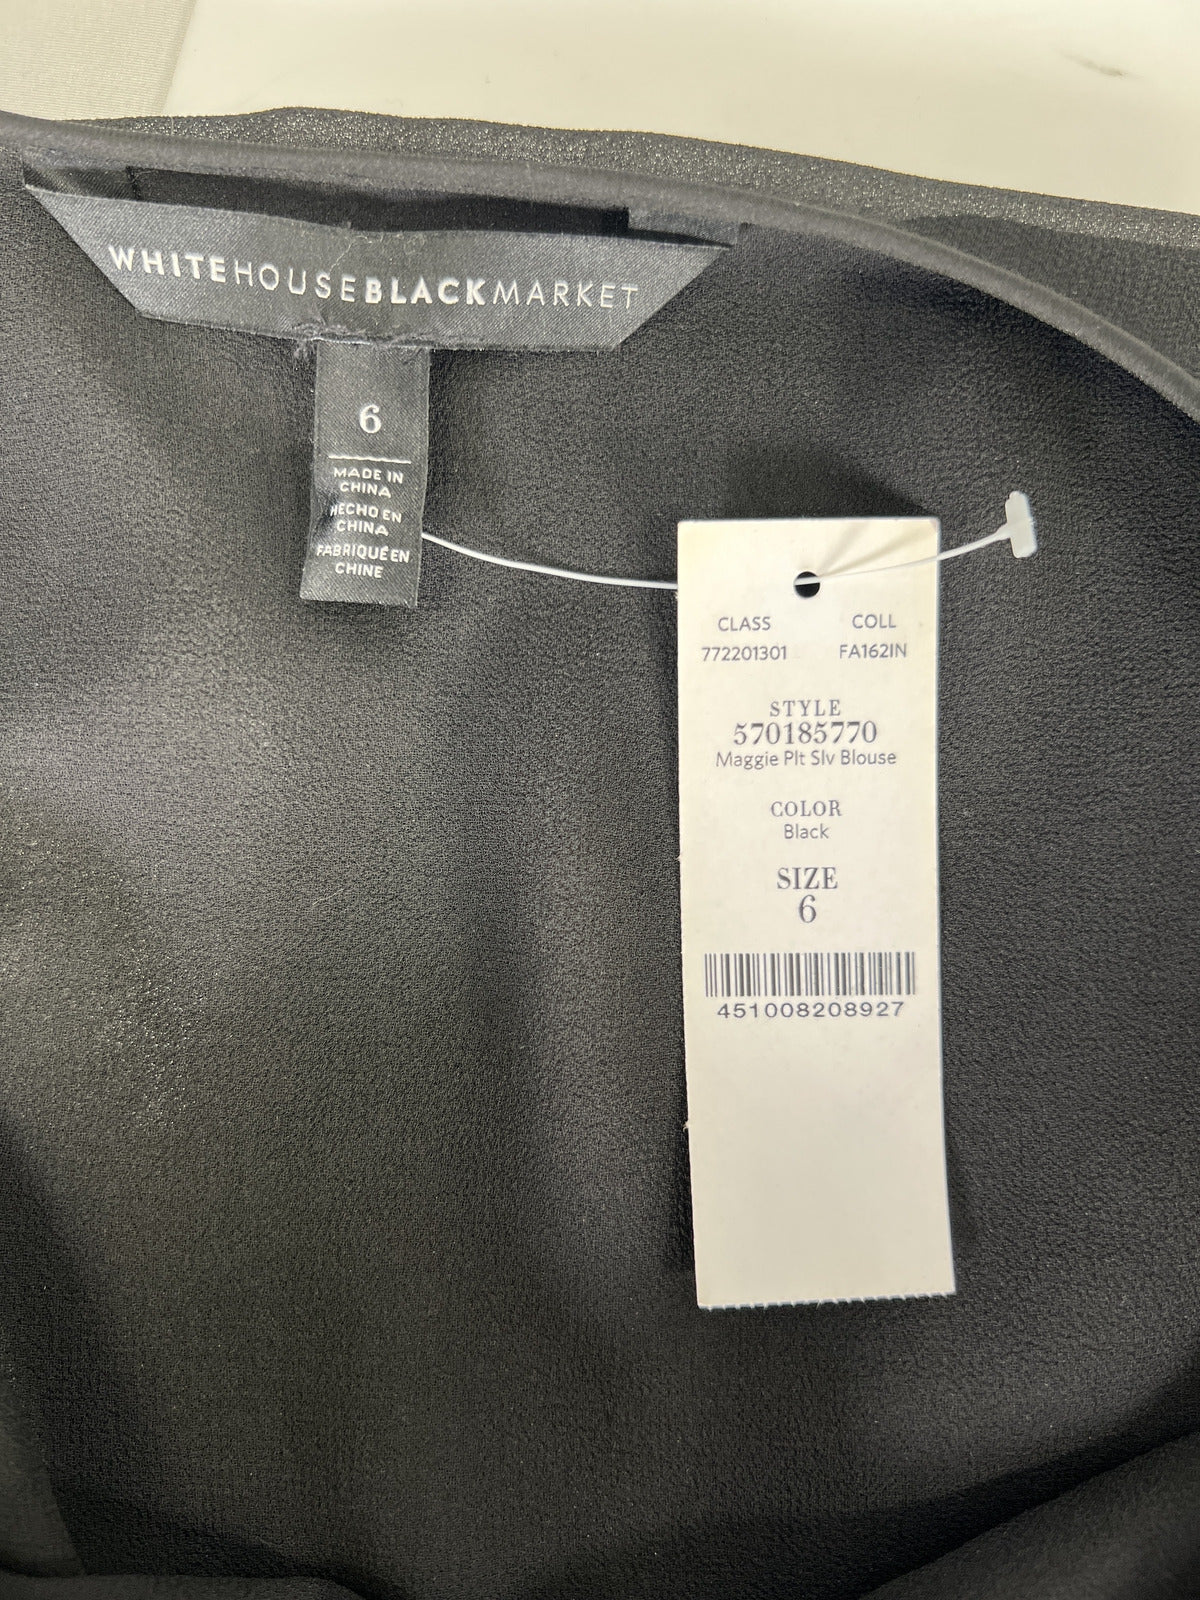 WHITEHOUSEBLACKMARKET
6
MADE IN
CHINA
HECHO EN
CHINA
FABRIQUÉ EN
CHINE
CLASS COLL
772201301 FA162IN
STYLE
570185770
Maggie Plt Slv Blouse
COLOR
Black
SIZE
6
451008208927